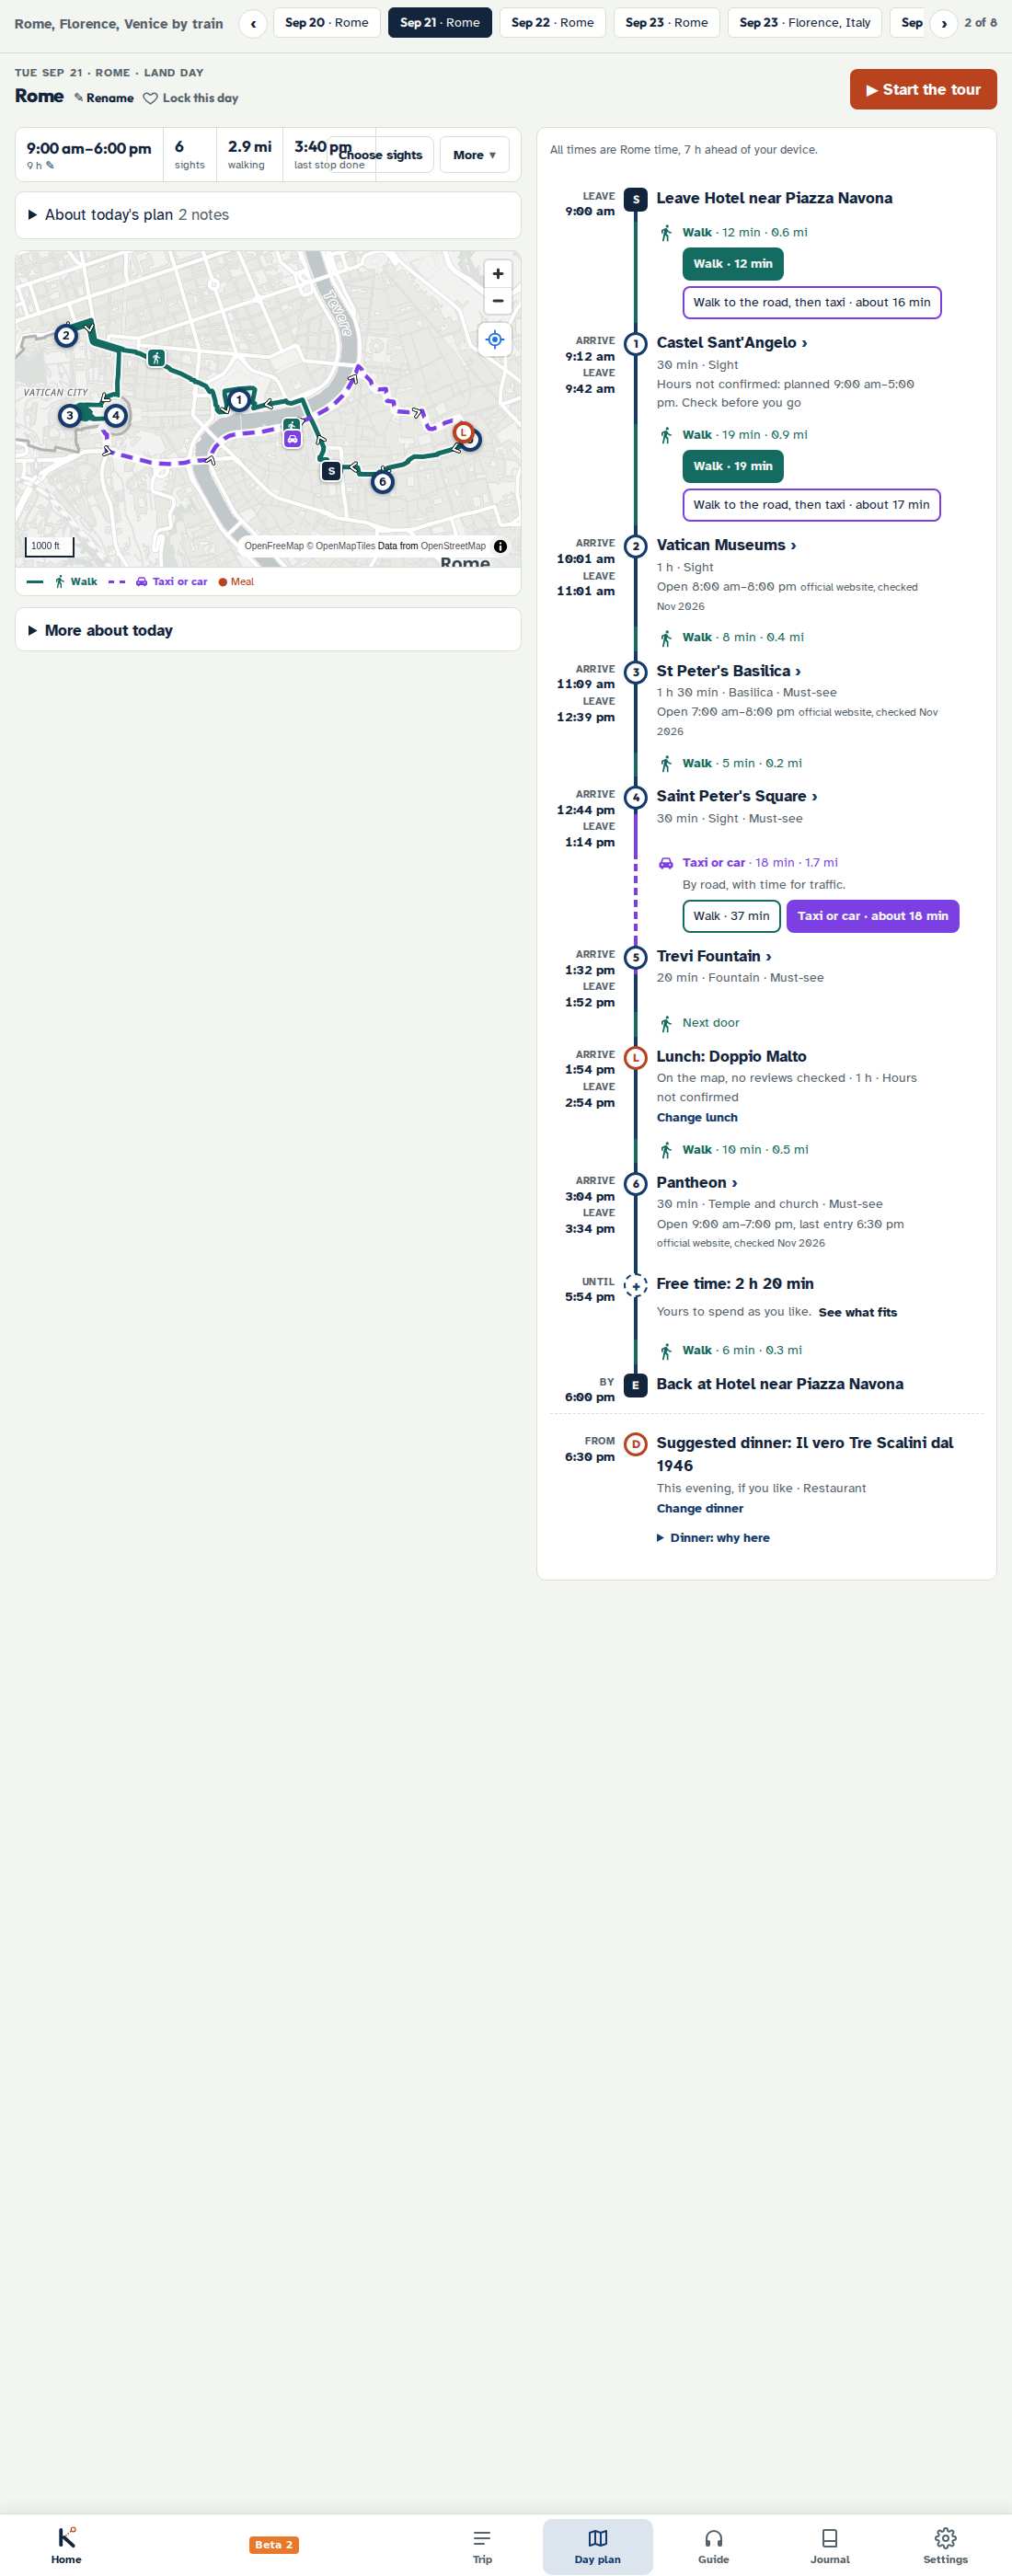 Rome, Florence, Venice by train
‹
Sep 20 · Rome
Sep 21 · Rome
Sep 22 · Rome
Sep 23 · Rome
Sep 23 · Florence, Italy
Sep
›
2 of 8
TUE SEP 21 · ROME · LAND DAY
Rome ✎ Rename Lock this day
▶ Start the tour
9:00 am–6:00 pm
9 h ✎
6
sights
2.9 mi
walking
3:40 pm
last stop done
Choose sights
More ▾
▶ About today's plan 2 notes
Tevere
+
−
2
1
VATICAN CITY
3
4
L
S
6
1000 ft
OpenFreeMap © OpenMapTiles Data from OpenStreetMap
Rome
Walk
Taxi or car
Meal
▶ More about today
All times are Rome time, 7 h ahead of your device.
LEAVE
9:00 am
S
Leave Hotel near Piazza Navona
Walk · 12 min · 0.6 mi
Walk · 12 min
Walk to the road, then taxi · about 16 min
ARRIVE
9:12 am
LEAVE
9:42 am
1
Castel Sant'Angelo ›
30 min · Sight
Hours not confirmed: planned 9:00 am–5:00
pm. Check before you go
Walk · 19 min · 0.9 mi
Walk · 19 min
Walk to the road, then taxi · about 17 min
ARRIVE
10:01 am
LEAVE
11:01 am
2
Vatican Museums ›
1 h · Sight
Open 8:00 am–8:00 pm official website, checked
Nov 2026
Walk · 8 min · 0.4 mi
ARRIVE
11:09 am
LEAVE
12:39 pm
3
St Peter's Basilica ›
1 h 30 min · Basilica · Must-see
Open 7:00 am–8:00 pm official website, checked Nov
2026
Walk · 5 min · 0.2 mi
ARRIVE
12:44 pm
LEAVE
1:14 pm
4
Saint Peter's Square ›
30 min · Sight · Must-see
Taxi or car · 18 min · 1.7 mi
By road, with time for traffic.
Walk · 37 min
Taxi or car · about 18 min
ARRIVE
1:32 pm
LEAVE
1:52 pm
5
Trevi Fountain ›
20 min · Fountain · Must-see
Next door
ARRIVE
1:54 pm
LEAVE
2:54 pm
L
Lunch: Doppio Malto
On the map, no reviews checked · 1 h · Hours
not confirmed
Change lunch
Walk · 10 min · 0.5 mi
ARRIVE
3:04 pm
LEAVE
3:34 pm
6
Pantheon ›
30 min · Temple and church · Must-see
Open 9:00 am–7:00 pm, last entry 6:30 pm
official website, checked Nov 2026
UNTIL
5:54 pm
+
Free time: 2 h 20 min
Yours to spend as you like. See what fits
Walk · 6 min · 0.3 mi
BY
6:00 pm
E
Back at Hotel near Piazza Navona
FROM
6:30 pm
D
Suggested dinner: Il vero Tre Scalini dal
1946
This evening, if you like · Restaurant
Change dinner
▶ Dinner: why here
Home
Beta 2
Trip
Day plan
Guide
Journal
Settings